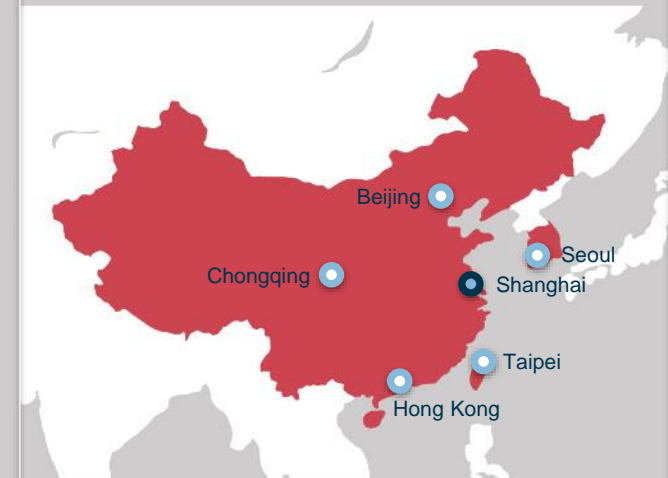 Beijing
Seoul
Chongqing
Shanghai
Taipei
Hong Kong